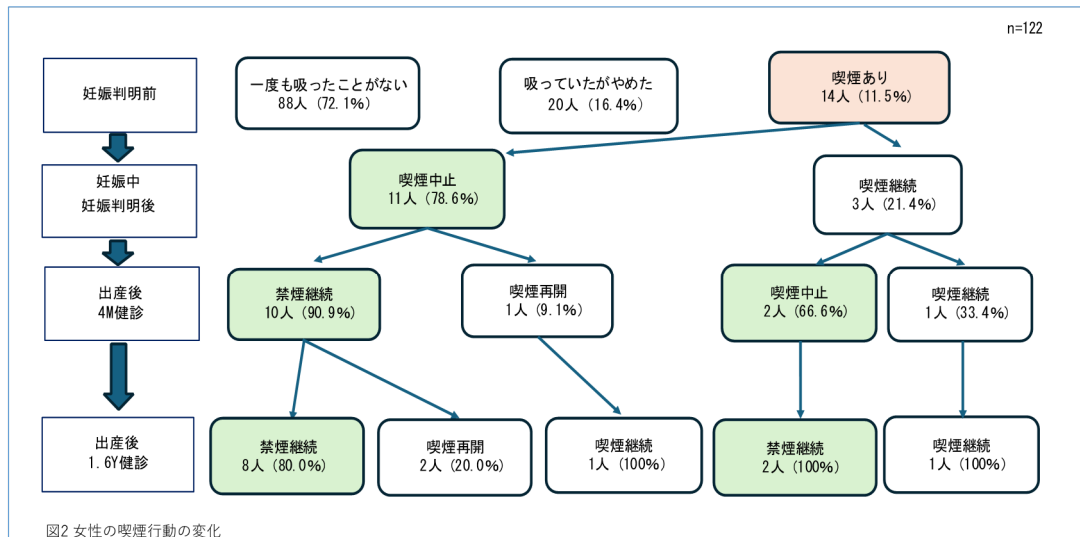 n=122
妊娠判明前
一度も吸ったことがない
88人（72.1%）
吸っていたがやめた
20人（16.4%）
喫煙あり
14人（11.5%）
妊娠中
妊娠判明後
喫煙中止
11人（78.6%）
喫煙継続
3人（21.4%）
出産後
4M健診
禁煙継続
10人（90.9%）
喫煙再開
1人（9.1%）
喫煙中止
2人（66.6%）
喫煙継続
1人（33.4%）
出産後
1.6Y健診
禁煙継続
8人（80.0%）
喫煙再開
2人（20.0%）
喫煙継続
1人（100%）
禁煙継続
2人（100%）
喫煙継続
1人（100%）
図2 女性の喫煙行動の変化